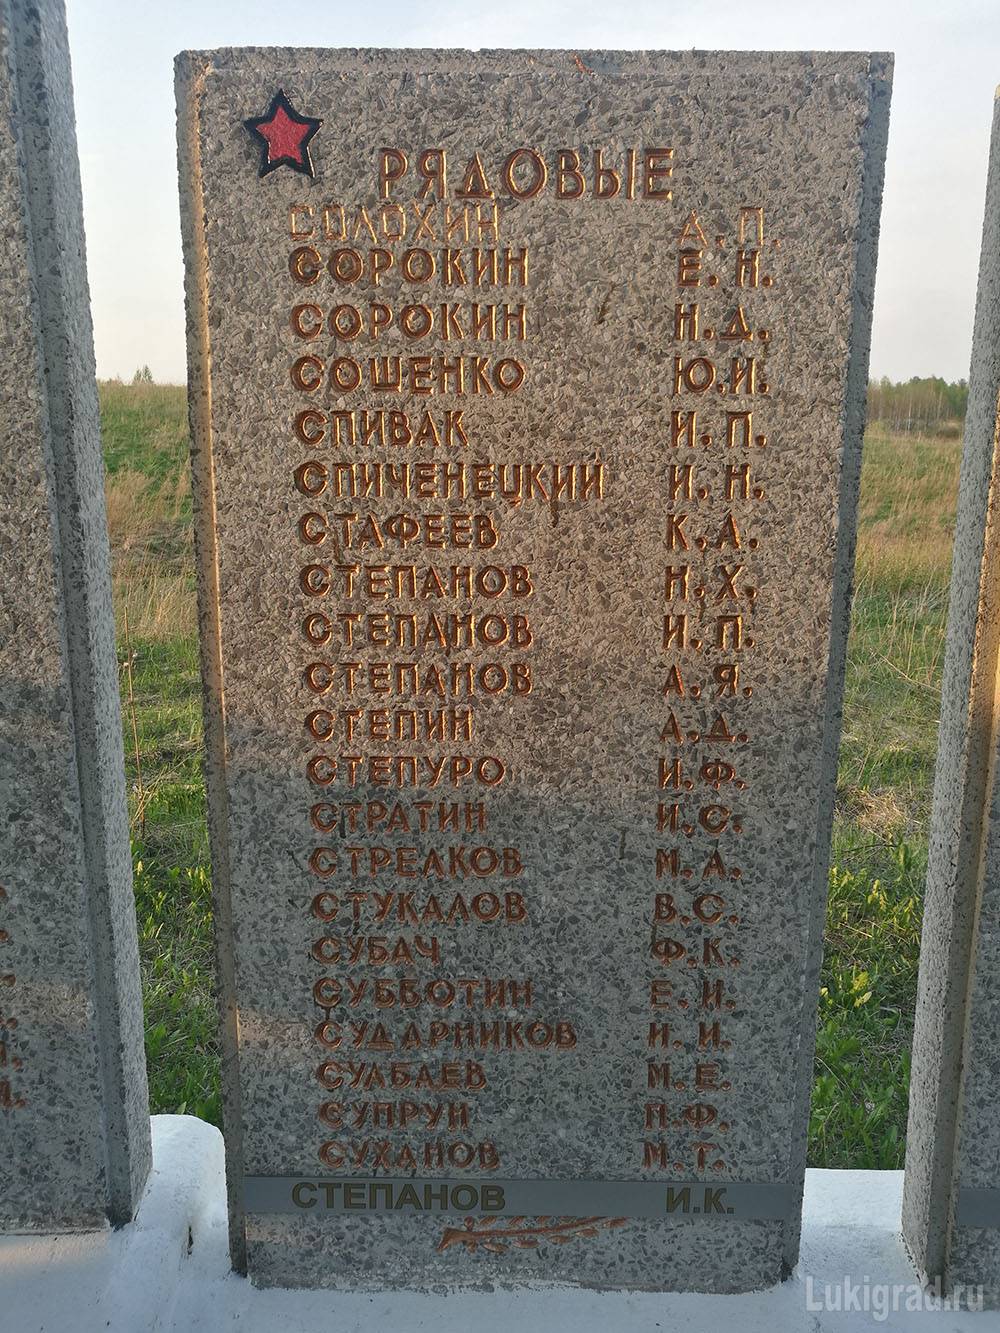 РЯДОВЫЕ
СОЛОХИН А.П.
СОРОКИН Е.Н.
СОРОКИН Н.Д.
СОШЕНКО Ю.И.
СПИВАК И.П.
СПИЧЕНЕЦКИЙ И.Н.
СТАФЕЕВ К.А.
СТЕПАНОВ Н.Х.
СТЕПАНОВ И.П.
СТЕПАНОВ А.Я.
СТЕПИН А.Д.
СТЕПУРО И.Ф.
СТРАТИН И.С.
СТРЕЛКОВ М.А.
СТУКАЛОВ В.С.
СУБАЧ Ф.К.
СУББОТИН Е.И.
СУДАРНИКОВ И.И.
СУЛБАЕВ М.Е.
СУПРУН П.Ф.
СУХАНОВ М.Т.
СТЕПАНОВ И.К.
Lukigrad.ru